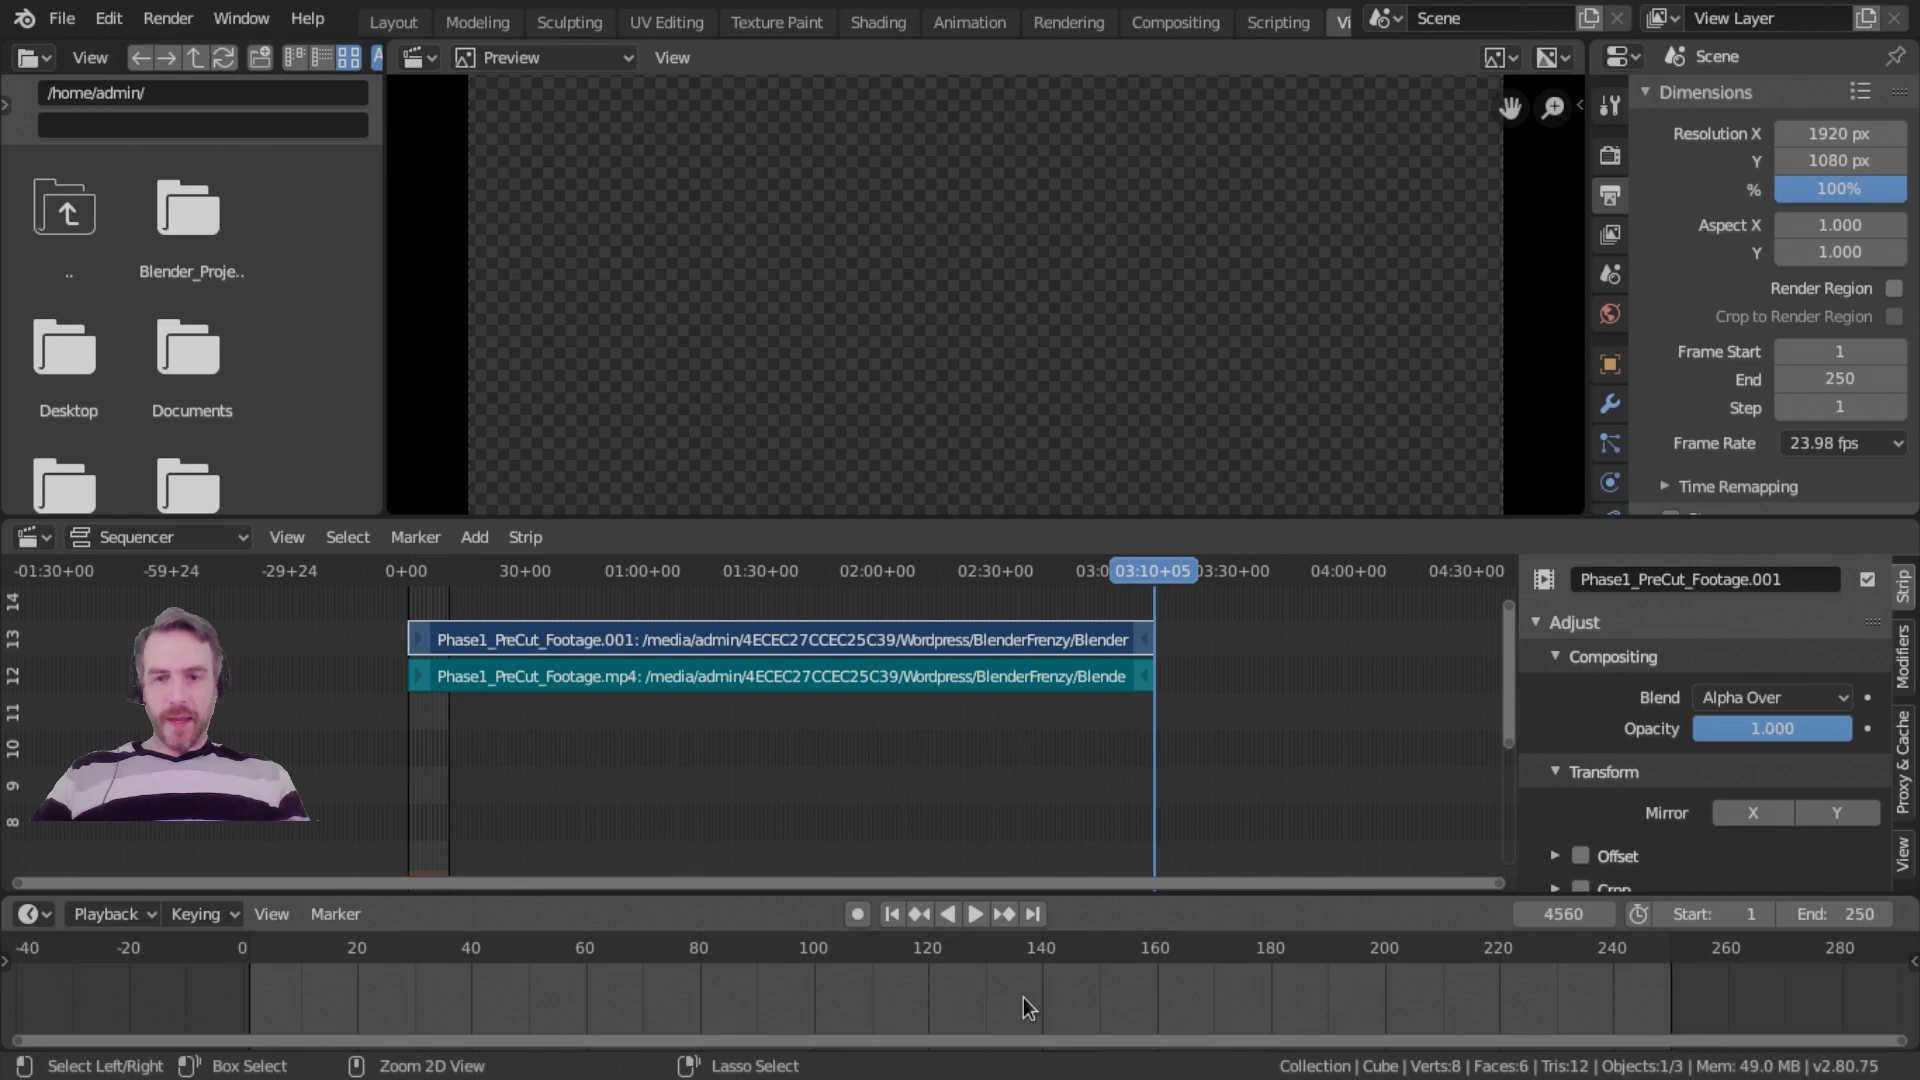 File Edit Render Window Help Layout Modeling Sculpting UV Editing Texture Paint Shading Animation Rendering Compositing Scripting Vi Scene View Layer
View A Preview View Scene
/home/admin/
Dimensions
Resolution X 1920 px
Y 1080 px
% 100%
Aspect X 1.000
Y 1.000
.. Blender_Proje..
Render Region
Crop to Render Region
Frame Start 1
End 250
Step 1
Desktop Documents
Frame Rate 23.98 fps
Time Remapping
Sequencer View Select Marker Add Strip
-01:30+00 -59+24 -29+24 0+00 30+00 01:00+00 01:30+00 02:00+00 02:30+00 03:0 03:10+05 03:30+00 04:00+00 04:30+00
Phase1_PreCut_Footage.001
Strip
14
Adjust
13 Phase1_PreCut_Footage.001: /media/admin/4ECEC27CCEC25C39/Wordpress/BlenderFrenzy/Blender
Compositing
Modifiers
12 Phase1_PreCut_Footage.mp4: /media/admin/4ECEC27CCEC25C39/Wordpress/BlenderFrenzy/Blende
Blend Alpha Over
11
Opacity 1.000
10
Proxy & Cache
Transform
9
Mirror X Y
8
View
Offset
Crop
Playback Keying View Marker 4560 Start: 1 End: 250
-40 -20 0 20 40 60 80 100 120 140 160 180 200 220 240 260 280
Select Left/Right Box Select Zoom 2D View Lasso Select Collection | Cube | Verts:8 | Faces:6 | Tris:12 | Objects:1/3 | Mem: 49.0 MB | v2.80.75